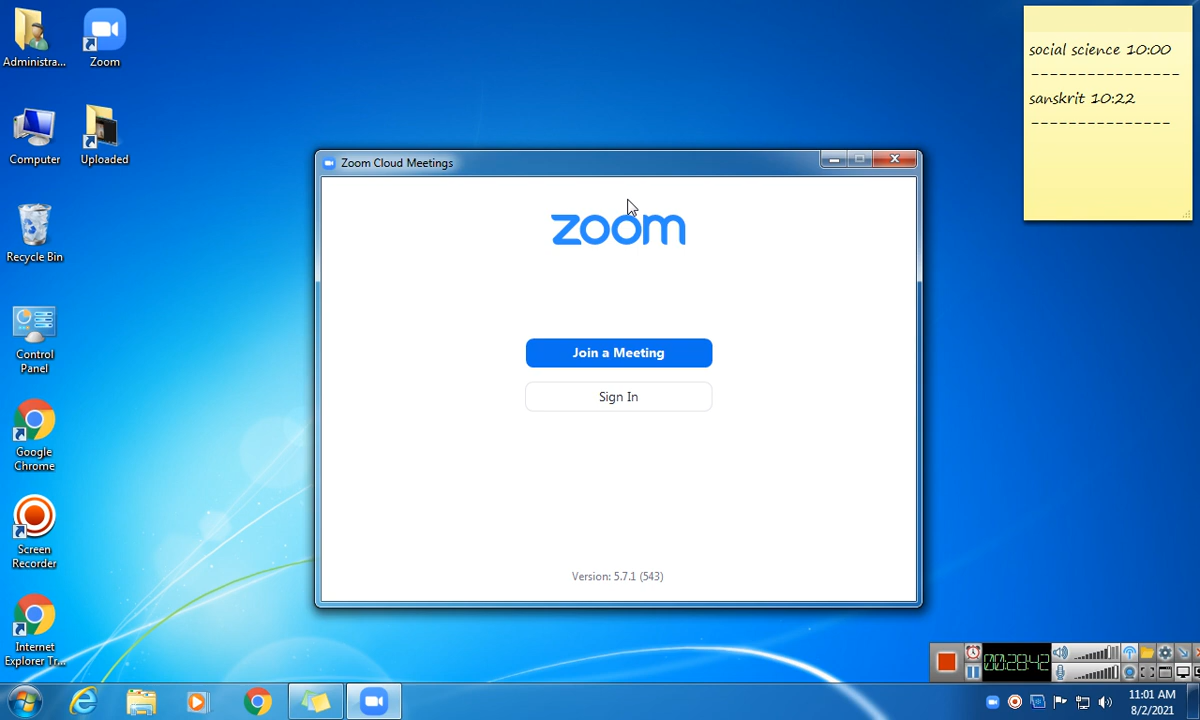 Administra...
Zoom
Computer
Uploaded
Recycle Bin
Control
Panel
Google
Chrome
Screen
Recorder
Internet
Explorer Tr...
Zoom Cloud Meetings
zoom
Join a Meeting
Sign In
Version: 5.7.1 (543)
social science 10:00
----------------
sanskrit 10:22
---------------
00:28:42
11:01 AM
8/2/2021